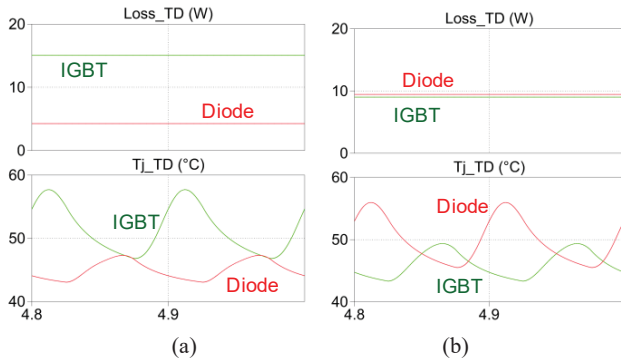 Loss_TD (W)
20
IGBT
10
Diode
0
Tj_TD (°C)
60
IGBT
50
Diode
40
4.8 4.9
(a)
Loss_TD (W)
20
Diode
10
IGBT
0
Tj_TD (°C)
60
Diode
50
IGBT
40
4.8 4.9
(b)